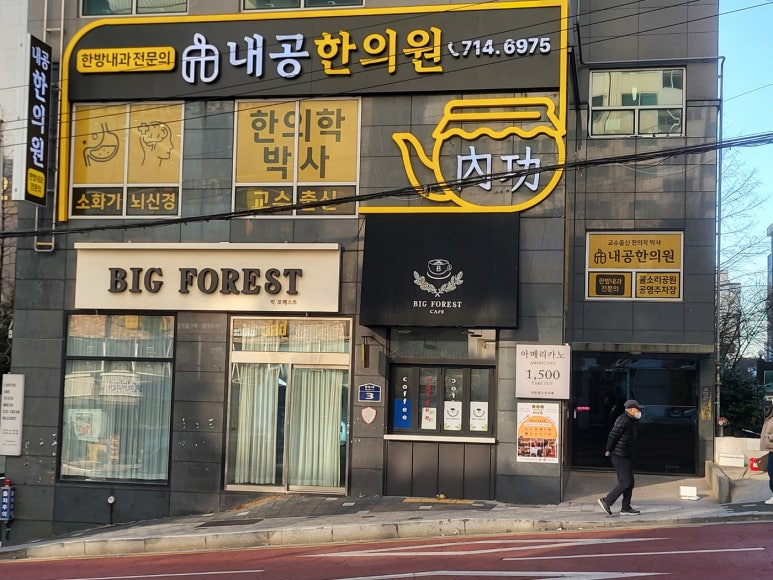 한방내과 전문의
내공한의원
714.6975
내공한의원
한방내과
전문의
한의학
박사
교수출신
소화기 뇌신경
內功
BIG FOREST
빅 포레스트
B
BIG FOREST
CAFE
교수출신 한의학 박사
내공한의원
한방내과
전문의
물소리공원
공영주차장
아메리카노
AMERICANO
1,500
TAKE OUT
coffee
coffee
3